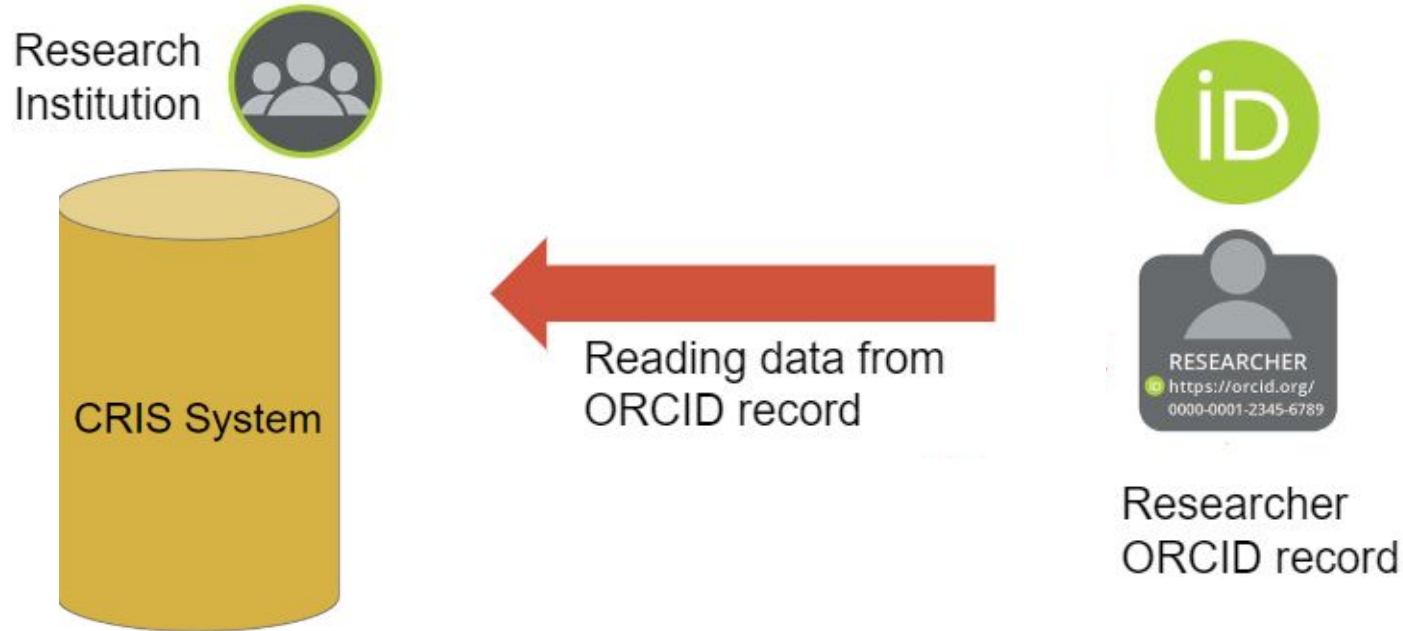 Research
Institution
iD
CRIS System
Reading data from
ORCID record
RESEARCHER
iD https://orcid.org/
0000-0001-2345-6789
Researcher
ORCID record